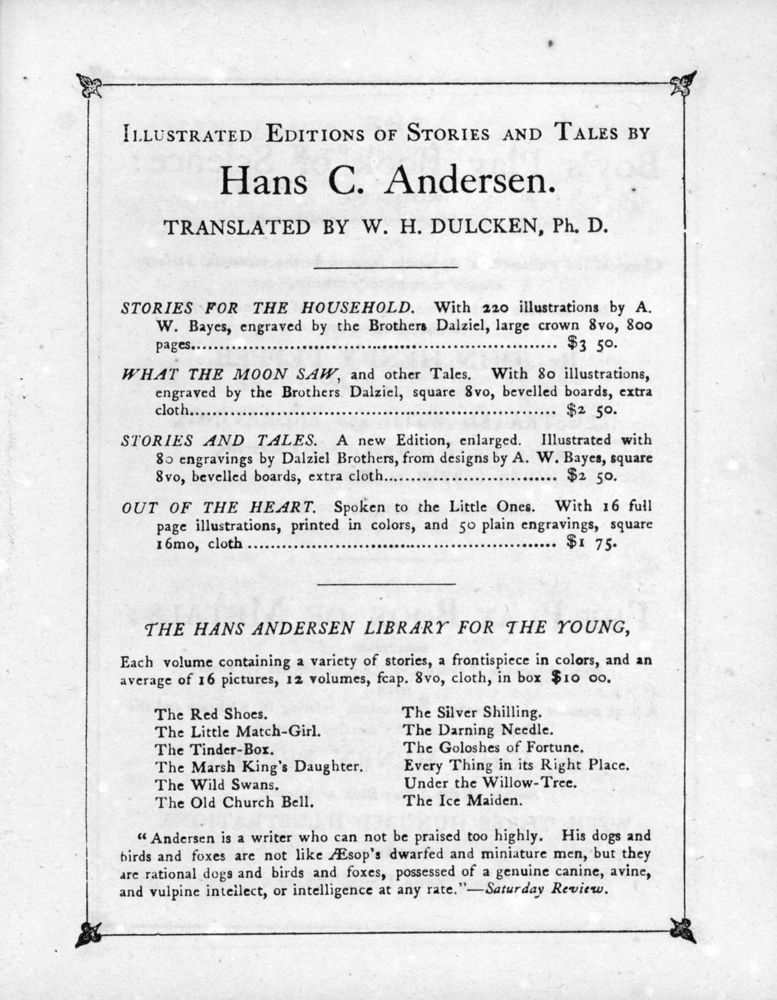 Illustrated Editions of Stories and Tales by
Hans C. Andersen.
TRANSLATED BY W. H. DULCKEN, Ph. D.
STORIES FOR THE HOUSEHOLD. With 220 illustrations by A.
W. Bayes, engraved by the Brothers Dalziel, large crown 8vo, 800
pages........................................................ $3 50.
WHAT THE MOON SAW, and other Tales. With 80 illustrations,
engraved by the Brothers Dalziel, square 8vo, bevelled boards, extra
cloth........................................................ $2 50.
STORIES AND TALES. A new Edition, enlarged. Illustrated with
80 engravings by Dalziel Brothers, from designs by A. W. Bayes, square
8vo, bevelled boards, extra cloth............................ $2 50.
OUT OF THE HEART. Spoken to the Little Ones. With 16 full
page illustrations, printed in colors, and 50 plain engravings, square
16mo, cloth .................................................. $1 75.
THE HANS ANDERSEN LIBRARY FOR THE YOUNG,
Each volume containing a variety of stories, a frontispiece in colors, and an
average of 16 pictures, 12 volumes, fcap. 8vo, cloth, in box $10 00.
The Red Shoes.
The Little Match-Girl.
The Tinder-Box.
The Marsh King's Daughter.
The Wild Swans.
The Old Church Bell.
The Silver Shilling.
The Darning Needle.
The Goloshes of Fortune.
Every Thing in its Right Place.
Under the Willow-Tree.
The Ice Maiden.
“Andersen is a writer who can not be praised too highly. His dogs and
birds and foxes are not like Æsop's dwarfed and miniature men, but they
are rational dogs and birds and foxes, possessed of a genuine canine, avine,
and vulpine intellect, or intelligence at any rate.”—Saturday Review.